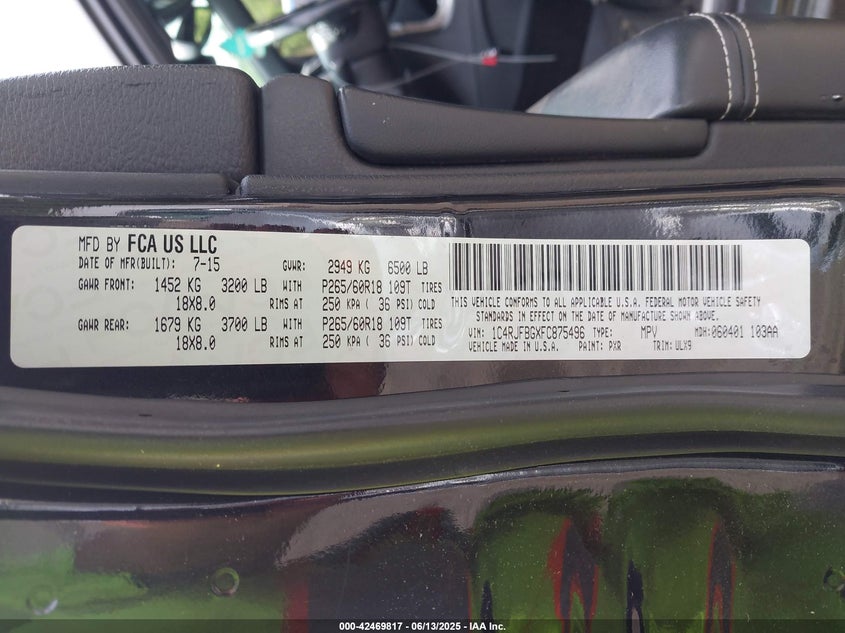 MFD BY FCA US LLC
DATE OF MFR(BUILT): 7-15 GVWR: 2949 KG 6500 LB
GAWR FRONT: 1452 KG 3200 LB WITH P265/60R18 109T TIRES
18X8.0 RIMS AT 250 KPA ( 36 PSI) COLD
GAWR REAR: 1679 KG 3700 LB WITH P265/60R18 109T TIRES
18X8.0 RIMS AT 250 KPA ( 36 PSI) COLD
THIS VEHICLE CONFORMS TO ALL APPLICABLE U.S.A. FEDERAL MOTOR VEHICLE SAFETY
STANDARDS IN EFFECT ON THE DATE OF MANUFACTURE SHOWN ABOVE.
VIN: 1C4RJFBGXFC875496 TYPE: MPV MDH: 060401 103AA
VEHICLE MADE IN U.S.A. PAINT: PXR TRIM: ULX9
000-42469817 - 06/13/2025 - IAA Inc.